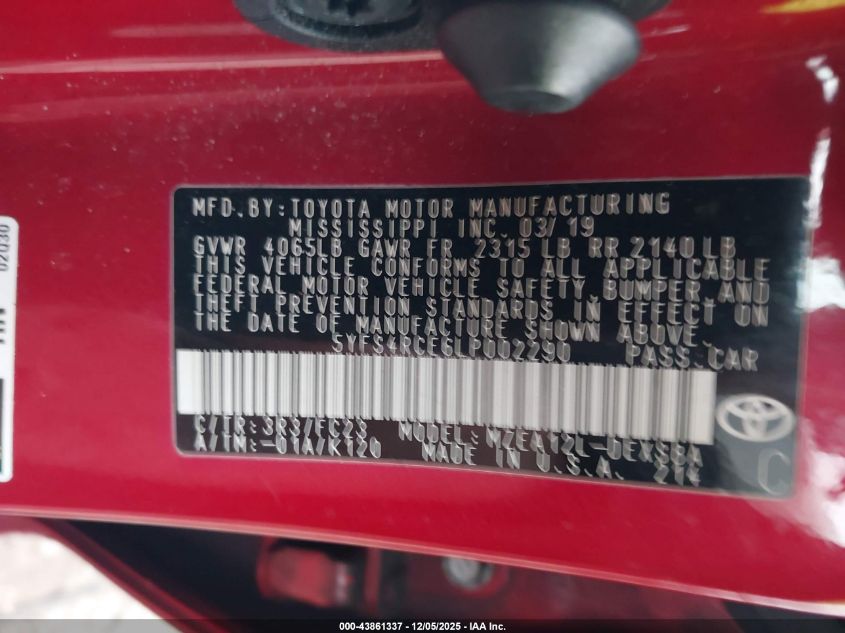 MFD. BY: TOYOTA MOTOR MANUFACTURING
MISSISSIPPI INC. 03/19
GVWR 4065LB GAWR FR 2315 LB RR 2140LB
THIS VEHICLE CONFORMS TO ALL APPLICABLE
FEDERAL MOTOR VEHICLE SAFETY, BUMPER, AND
THEFT PREVENTION STANDARDS IN EFFECT ON
THE DATE OF MANUFACTURE SHOWN ABOVE.
5YFS4RCE6LP002290 PASS.CAR
C/TR: 3R3/FC23 MODEL: MZEA12L-DEXSBA
A/TM: -01A/K120 MADE IN U.S.A. 214
C
02Q30
000-43861337 - 12/05/2025 - IAA Inc.